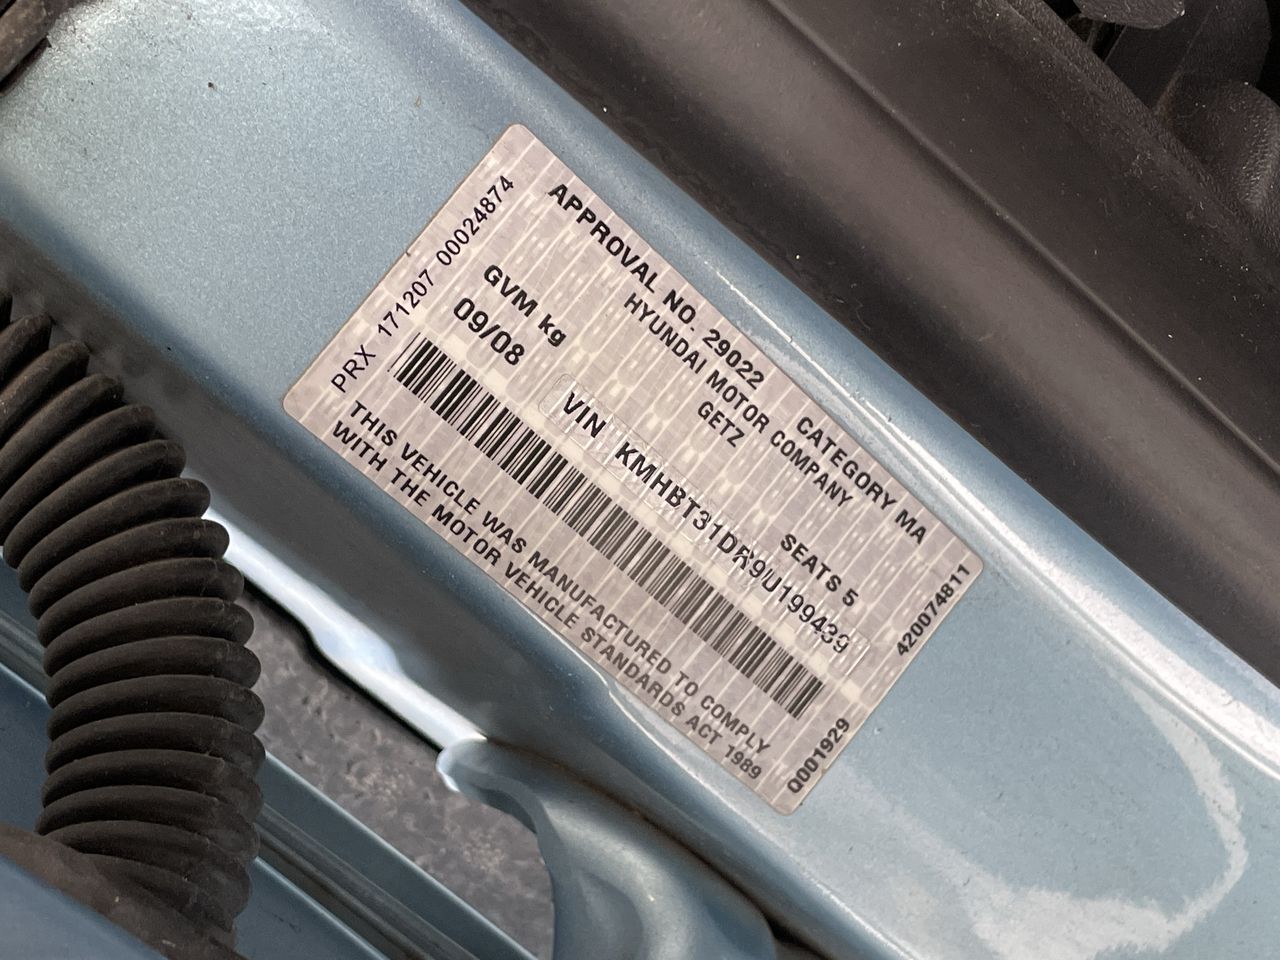 APPROVAL NO. 29022 CATEGORY MA
HYUNDAI MOTOR COMPANY
GETZ
GVM kg SEATS 5
09/08
VIN KMHBT31DR9U199439
THIS VEHICLE WAS MANUFACTURED TO COMPLY
WITH THE MOTOR VEHICLE STANDARDS ACT 1989
PRX 171207 00024874
420074811
Q001929